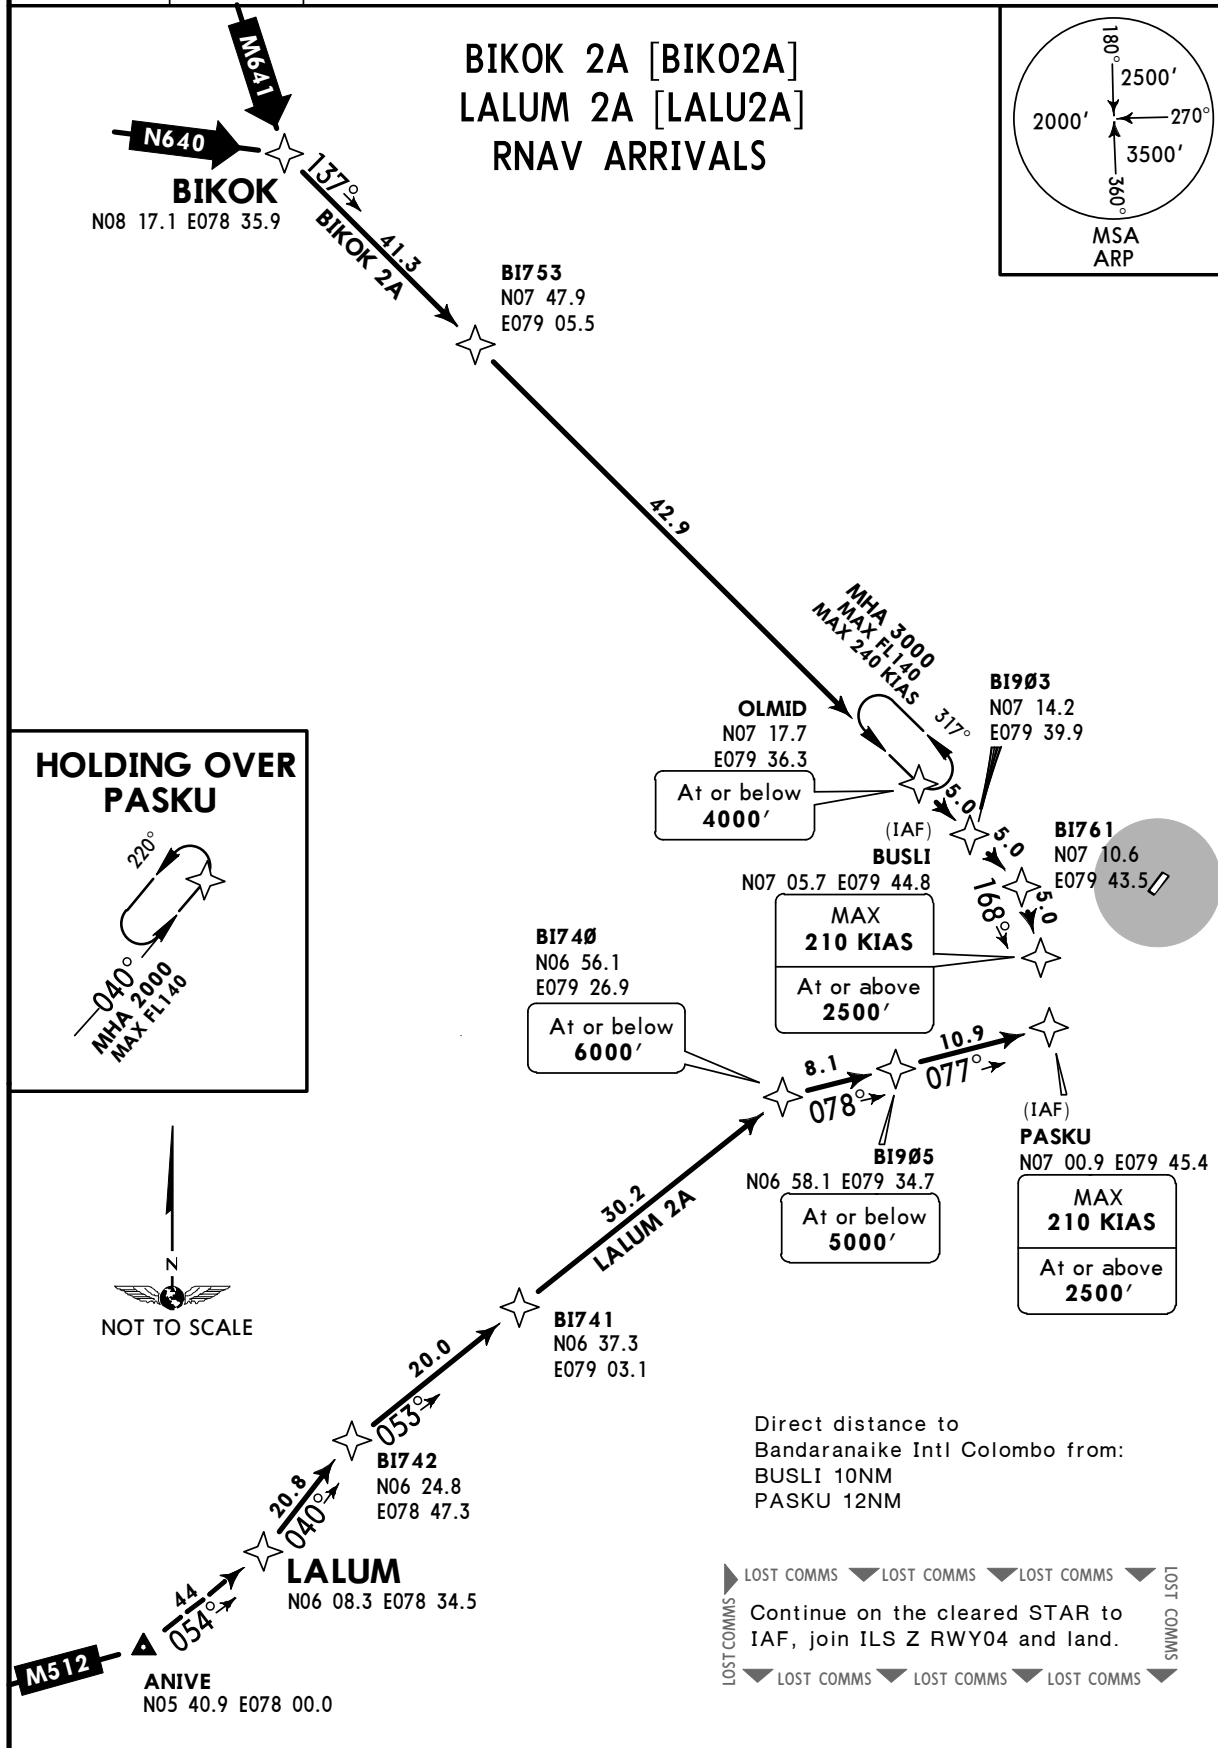 BIKOK 2A [BIKO2A]
LALUM 2A [LALU2A]
RNAV ARRIVALS
M641
N640
BIKOK
N08 17.1 E078 35.9
137°
41.3
BIKOK 2A
180°
2500'
2000'
270°
3500'
360°
MSA
ARP
BI753
N07 47.9
E079 05.5
42.9
MHA 3000
MAX FL140
MAX 240 KIAS
317°
OLMID
N07 17.7
E079 36.3
At or below
4000'
BI9Ø3
N07 14.2
E079 39.9
5.0
5.0
BI761
N07 10.6
E079 43.5
5.0
168°
(IAF)
BUSLI
N07 05.7 E079 44.8
MAX
210 KIAS
At or above
2500'
HOLDING OVER
PASKU
220°
040°
MHA 2000
MAX FL140
BI74Ø
N06 56.1
E079 26.9
At or below
6000'
8.1
078°
10.9
077°
BI9Ø5
N06 58.1 E079 34.7
At or below
5000'
(IAF)
PASKU
N07 00.9 E079 45.4
MAX
210 KIAS
At or above
2500'
30.2
LALUM 2A
N
NOT TO SCALE
BI741
N06 37.3
E079 03.1
20.0
053°
BI742
N06 24.8
E078 47.3
20.8
040°
LALUM
N06 08.3 E078 34.5
44
054°
M512
ANIVE
N05 40.9 E078 00.0
Direct distance to
Bandaranaike Intl Colombo from:
BUSLI 10NM
PASKU 12NM
LOST COMMS LOST COMMS LOST COMMS
LOST COMMS
Continue on the cleared STAR to
IAF, join ILS Z RWY04 and land.
LOST COMMS
LOST COMMS LOST COMMS LOST COMMS